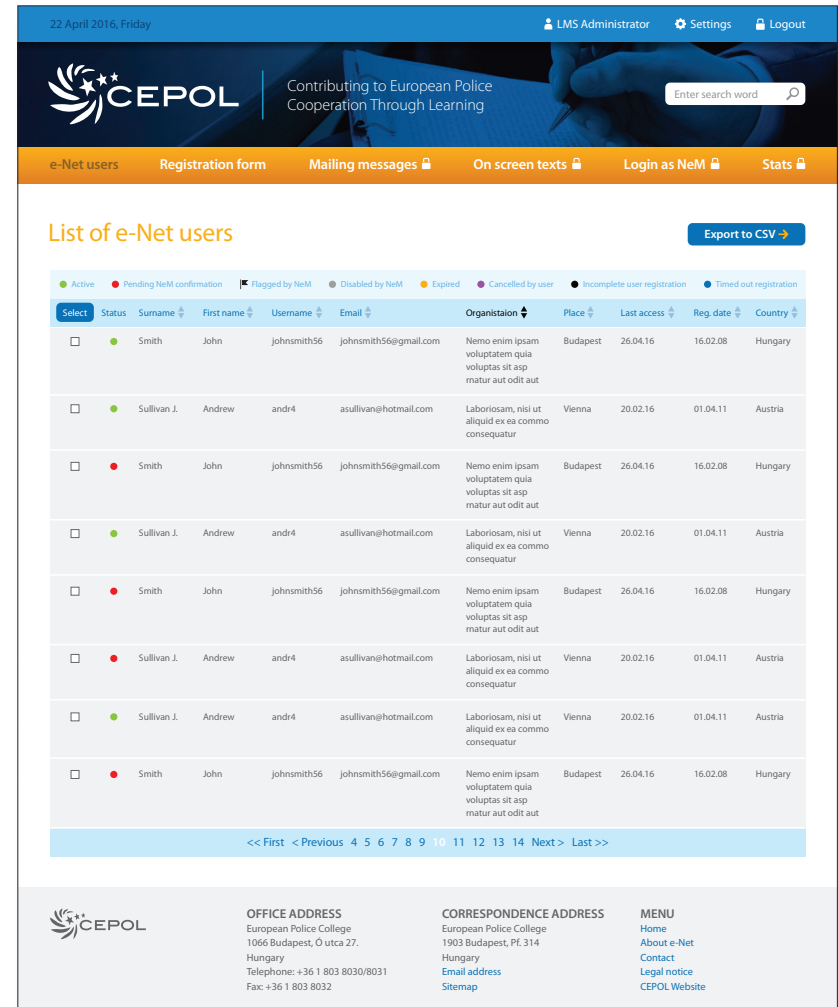 22 April 2016, Friday LMS Administrator Settings Logout
CEPOL
Contributing to European Police
Cooperation Through Learning
Enter search word
e-Net users Registration form Mailing messages On screen texts Login as NeM Stats
List of e-Net users
Export to CSV
Active Pending NeM confirmation Flagged by NeM Disabled by NeM Expired Cancelled by user Incomplete user registration Timed out registration
Select Status Surname First name Username Email Organistaion Place Last access Reg. date Country
Smith John johnsmith56 johnsmith56@gmail.com Nemo enim ipsam Budapest 26.04.16 16.02.08 Hungary
voluptatem quia
voluptas sit asp
rnatur aut odit aut
Sullivan J. Andrew andr4 asullivan@hotmail.com Laboriosam, nisi ut Vienna 20.02.16 01.04.11 Austria
aliquid ex ea commo
consequatur
Smith John johnsmith56 johnsmith56@gmail.com Nemo enim ipsam Budapest 26.04.16 16.02.08 Hungary
voluptatem quia
voluptas sit asp
rnatur aut odit aut
Sullivan J. Andrew andr4 asullivan@hotmail.com Laboriosam, nisi ut Vienna 20.02.16 01.04.11 Austria
aliquid ex ea commo
consequatur
Smith John johnsmith56 johnsmith56@gmail.com Nemo enim ipsam Budapest 26.04.16 16.02.08 Hungary
voluptatem quia
voluptas sit asp
rnatur aut odit aut
Sullivan J. Andrew andr4 asullivan@hotmail.com Laboriosam, nisi ut Vienna 20.02.16 01.04.11 Austria
aliquid ex ea commo
consequatur
Sullivan J. Andrew andr4 asullivan@hotmail.com Laboriosam, nisi ut Vienna 20.02.16 01.04.11 Austria
aliquid ex ea commo
consequatur
Smith John johnsmith56 johnsmith56@gmail.com Nemo enim ipsam Budapest 26.04.16 16.02.08 Hungary
voluptatem quia
voluptas sit asp
rnatur aut odit aut
<< First < Previous 4 5 6 7 8 9 10 11 12 13 14 Next > Last >>
CEPOL
OFFICE ADDRESS
European Police College
1066 Budapest, Ó utca 27.
Hungary
Telephone: +36 1 803 8030/8031
Fax: +36 1 803 8032
CORRESPONDENCE ADDRESS
European Police College
1903 Budapest, Pf. 314
Hungary
Email address
Sitemap
MENU
Home
About e-Net
Contact
Legal notice
CEPOL Website